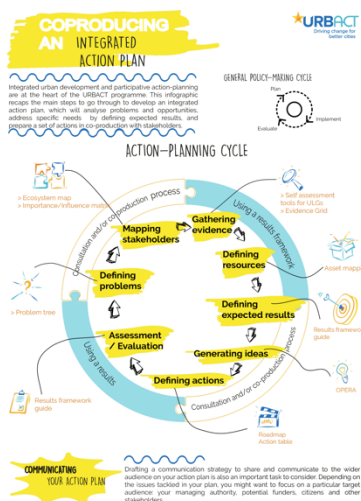 COPRODUCING
AN INTEGRATED
ACTION PLAN
URBACT
Driving change for
better cities
Integrated urban development and participative action-planning
are at the heart of the URBACT programme. This infographic
recaps the main steps to go through to develop an integrated
action plan, which will analyse problems and opportunities,
address specific needs by defining expected results, and
prepare a set of actions in co-production with stakeholders.
GENERAL POLICY-MAKING CYCLE
Plan
Implement
Evaluate
ACTION-PLANNING CYCLE
Consultation and/or co-production process
Using a results framework
> Ecosystem map
> Importance/influence matrix
> Self assessment
tools for ULGs
> Evidence Grid
Mapping
stakeholders
Gathering
evidence
Defining
resources
Asset mapp
Defining
problems
> Problem tree
Defining
expected results
Results framewo
guide
Assessment
/ Evaluation
Generating ideas
OPERA
Defining actions
Using a results
Consultation and/or co-production process
Results framework
guide
Roadmap
Action table
COMMUNICATING
YOUR ACTION PLAN
Drafting a communication strategy to share and communicate to the wider
audience on your action plan is also an important task to consider. Depending on
the issues tackled in your plan, you might want to focus on a particular target
audience: your managing authority, potential funders, citizens and other
stakeholders